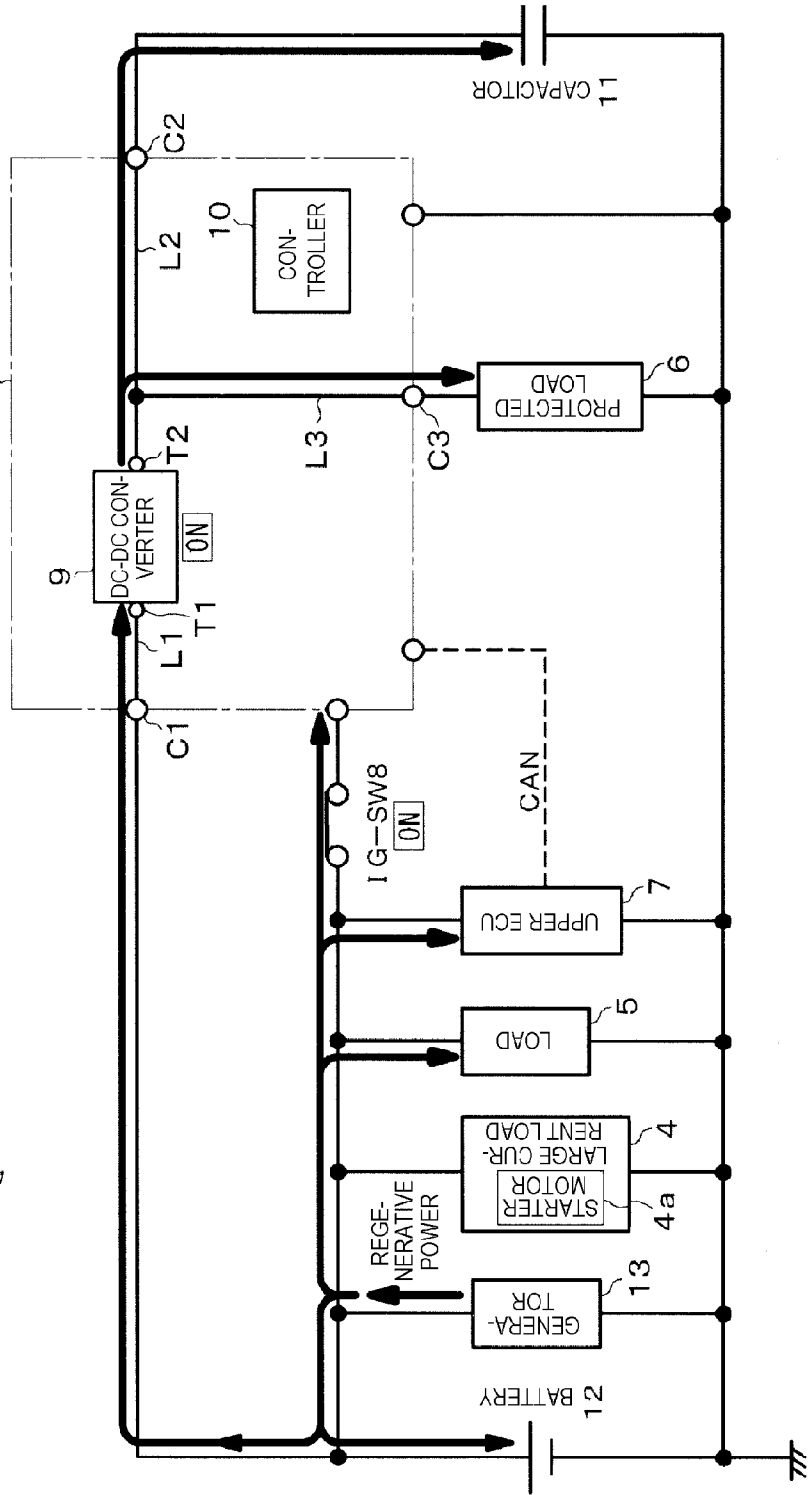 9
DC-DC CON-
VERTER
ON
T1
T2
L1
L2
C1
C2
10
CON-
TROLLER
L3
C3
IG-SW8
ON
CAN
REGE-
NERATIVE
POWER
BATTERY
12
GENERA-
TOR
13
LARGE CUR-
RENT LOAD
STARTER
MOTOR
4
4a
LOAD
5
UPPER ECU
7
PROTECTED
LOAD
6
CAPACITOR
11